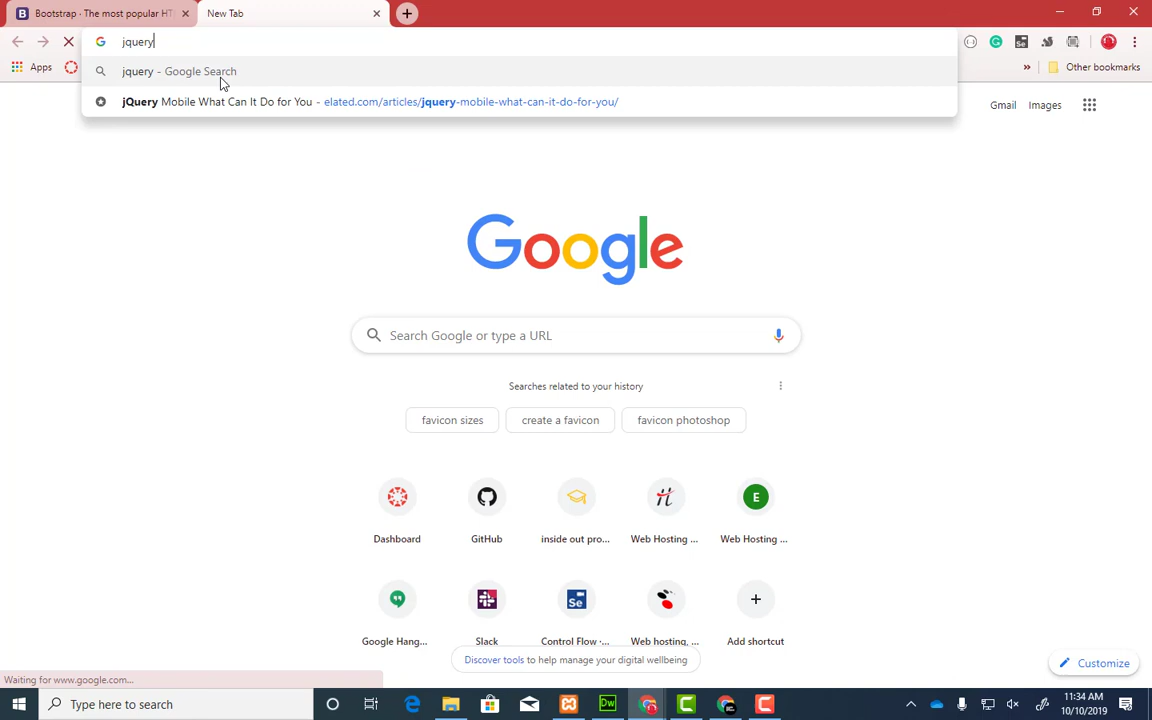 Bootstrap · The most popular HT
New Tab
jquery
jquery - Google Search
jQuery Mobile What Can It Do for You - elated.com/articles/jquery-mobile-what-can-it-do-for-you/
Apps
»
Other bookmarks
Gmail
Images
Google
Search Google or type a URL
Searches related to your history
favicon sizes
create a favicon
favicon photoshop
E
Dashboard
GitHub
inside out pro...
Web Hosting ...
Web Hosting ...
Se
Google Hang...
Slack
Control Flow ·...
Web hosting, ...
Add shortcut
Discover tools to help manage your digital wellbeing
Customize
Waiting for www.google.com...
Type here to search
Dw
11:34 AM
10/10/2019